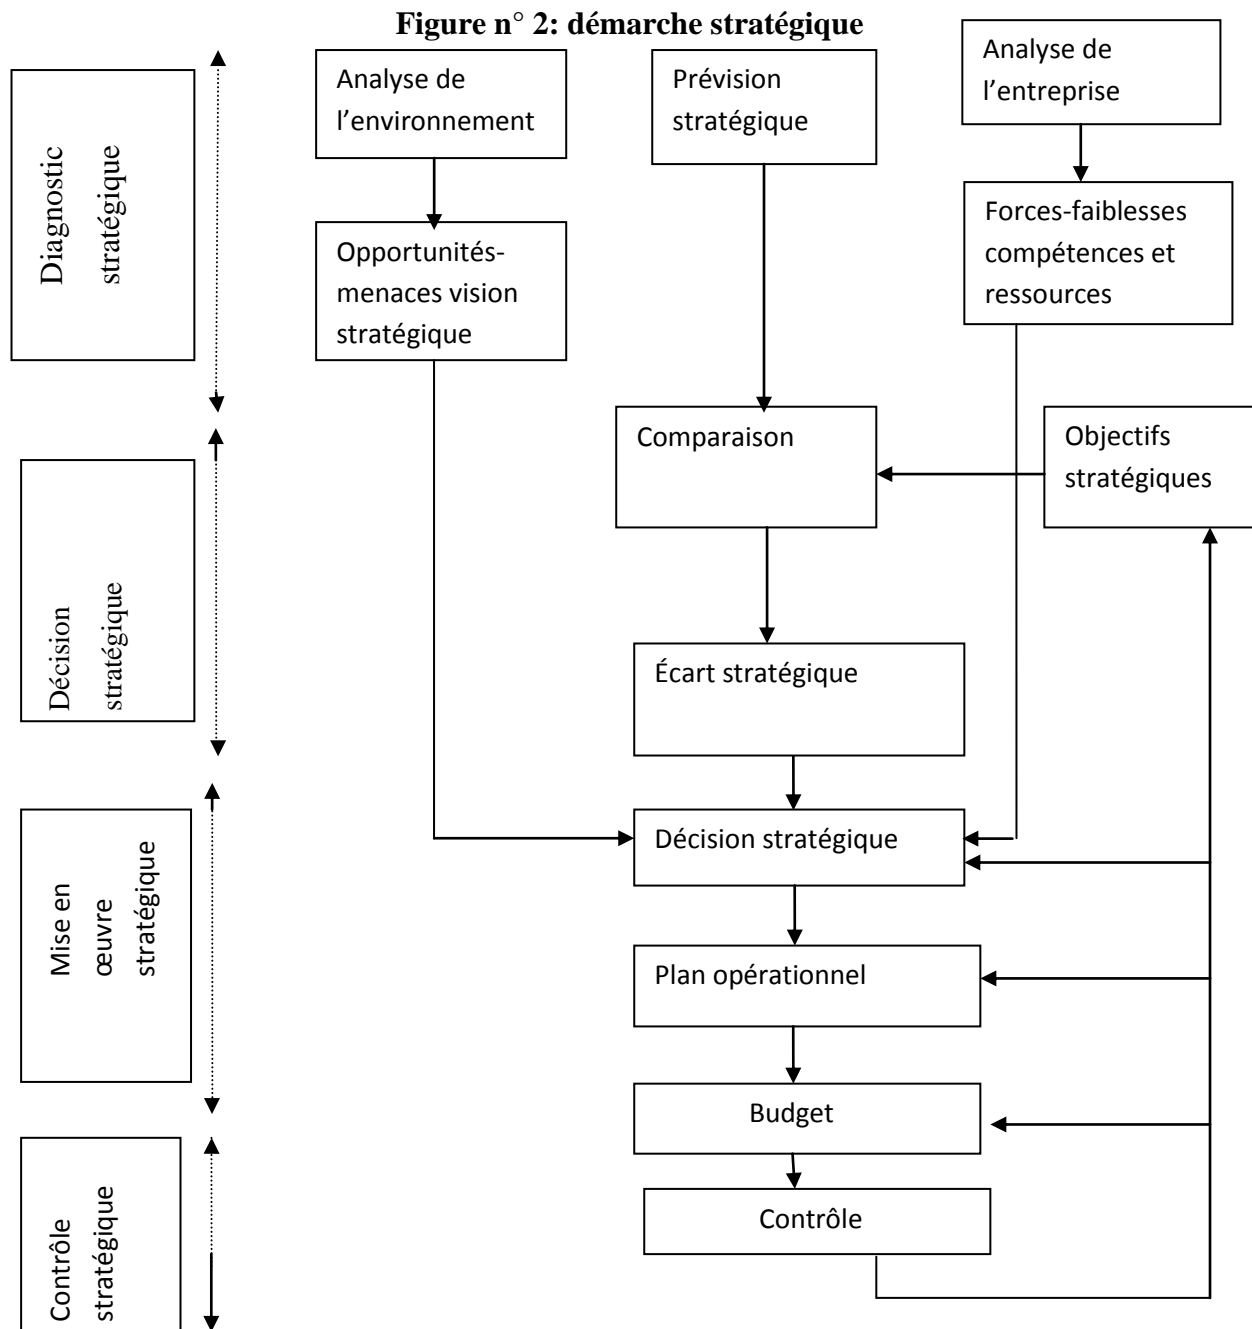 Figure n° 2: démarche stratégique
Diagnostic
stratégique
Analyse de
l'environnement
Prévision
stratégique
Analyse de
l'entreprise
Opportunités-
menaces vision
stratégique
Forces-faiblesses
compétences et
ressources
Décision
stratégique
Comparaison
Objectifs
stratégiques
Écart stratégique
Mise en
œuvre
stratégique
Décision stratégique
Plan opérationnel
Budget
Contrôle
stratégique
Contrôle